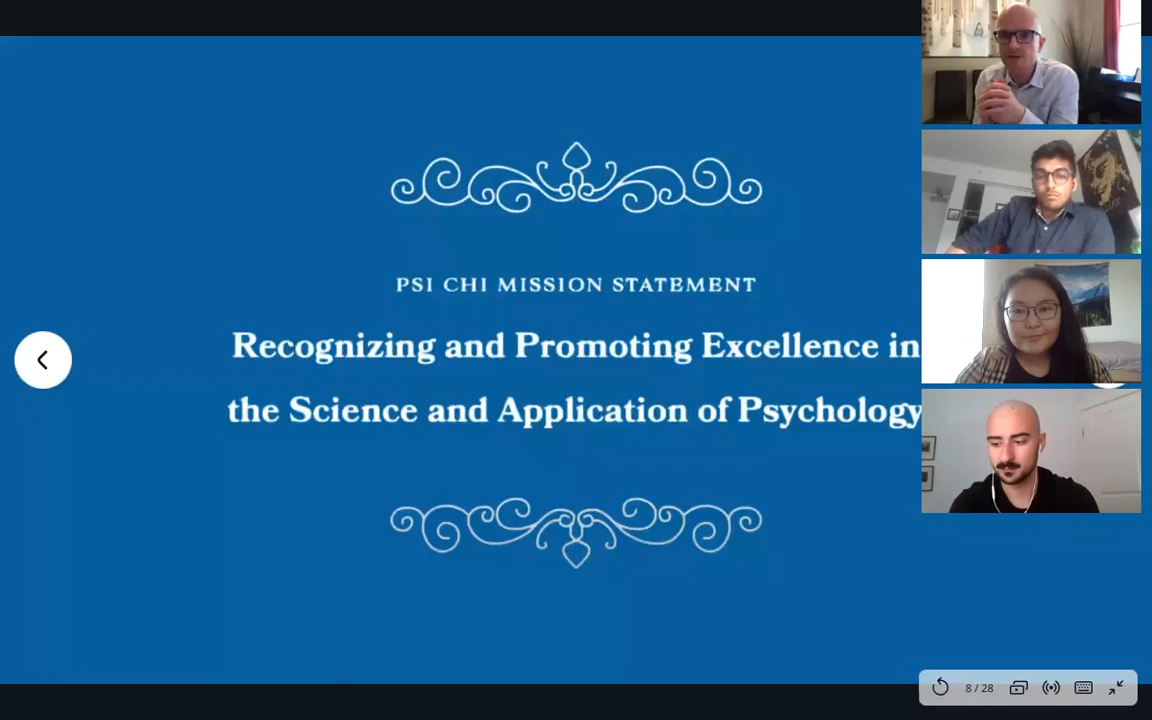 PSI CHI MISSION STATEMENT
Recognizing and Promoting Excellence in
the Science and Application of Psychology
8 / 28